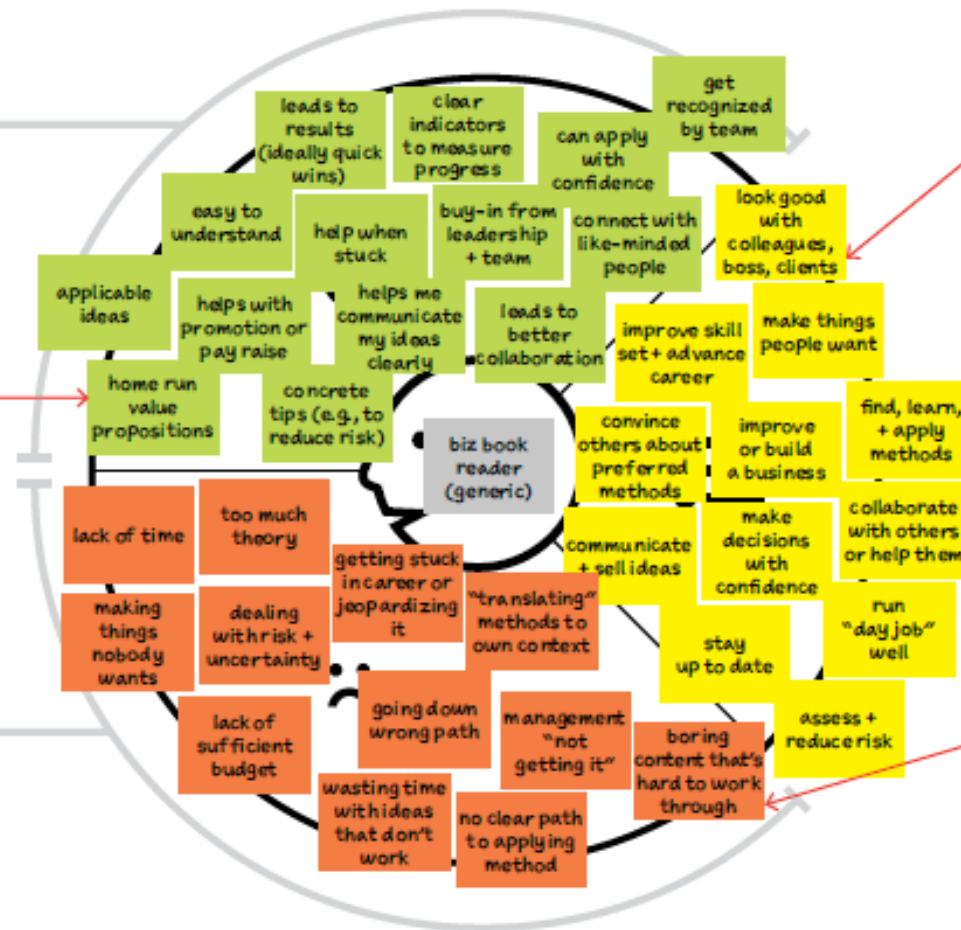 get
recognized
by team
leads to
results
(ideally quick
wins)
clear
indicators
to measure
progress
can apply
with
confidence
easy to
understand
help when
stuck
buy-in from
leadership
+ team
connect with
like-minded
people
applicable
ideas
helps with
promotion or
pay raise
helps me
communicate
my ideas
clearly
leads to
better
collaboration
home run
value
propositions
concrete
tips (e.g., to
reduce risk)
biz book
reader
(generic)
look good
with
colleagues,
boss, clients
improve skill
set + advance
career
make things
people want
convince
others about
preferred
methods
improve
or build
a business
find, learn,
+ apply
methods
communicate
+ sell ideas
make
decisions
with
confidence
collaborate
with others
or help them
stay
up to date
run
"day job"
well
assess +
reduce risk
lack of time
too much
theory
getting stuck
in career or
jeopardizing
it
"translating"
methods to
own context
making
things
nobody
wants
dealing
with risk +
uncertainty
lack of
sufficient
budget
going down
wrong path
management
"not
getting it"
boring
content that's
hard to work
through
wasting time
with ideas
that don't
work
no clear path
to applying
method